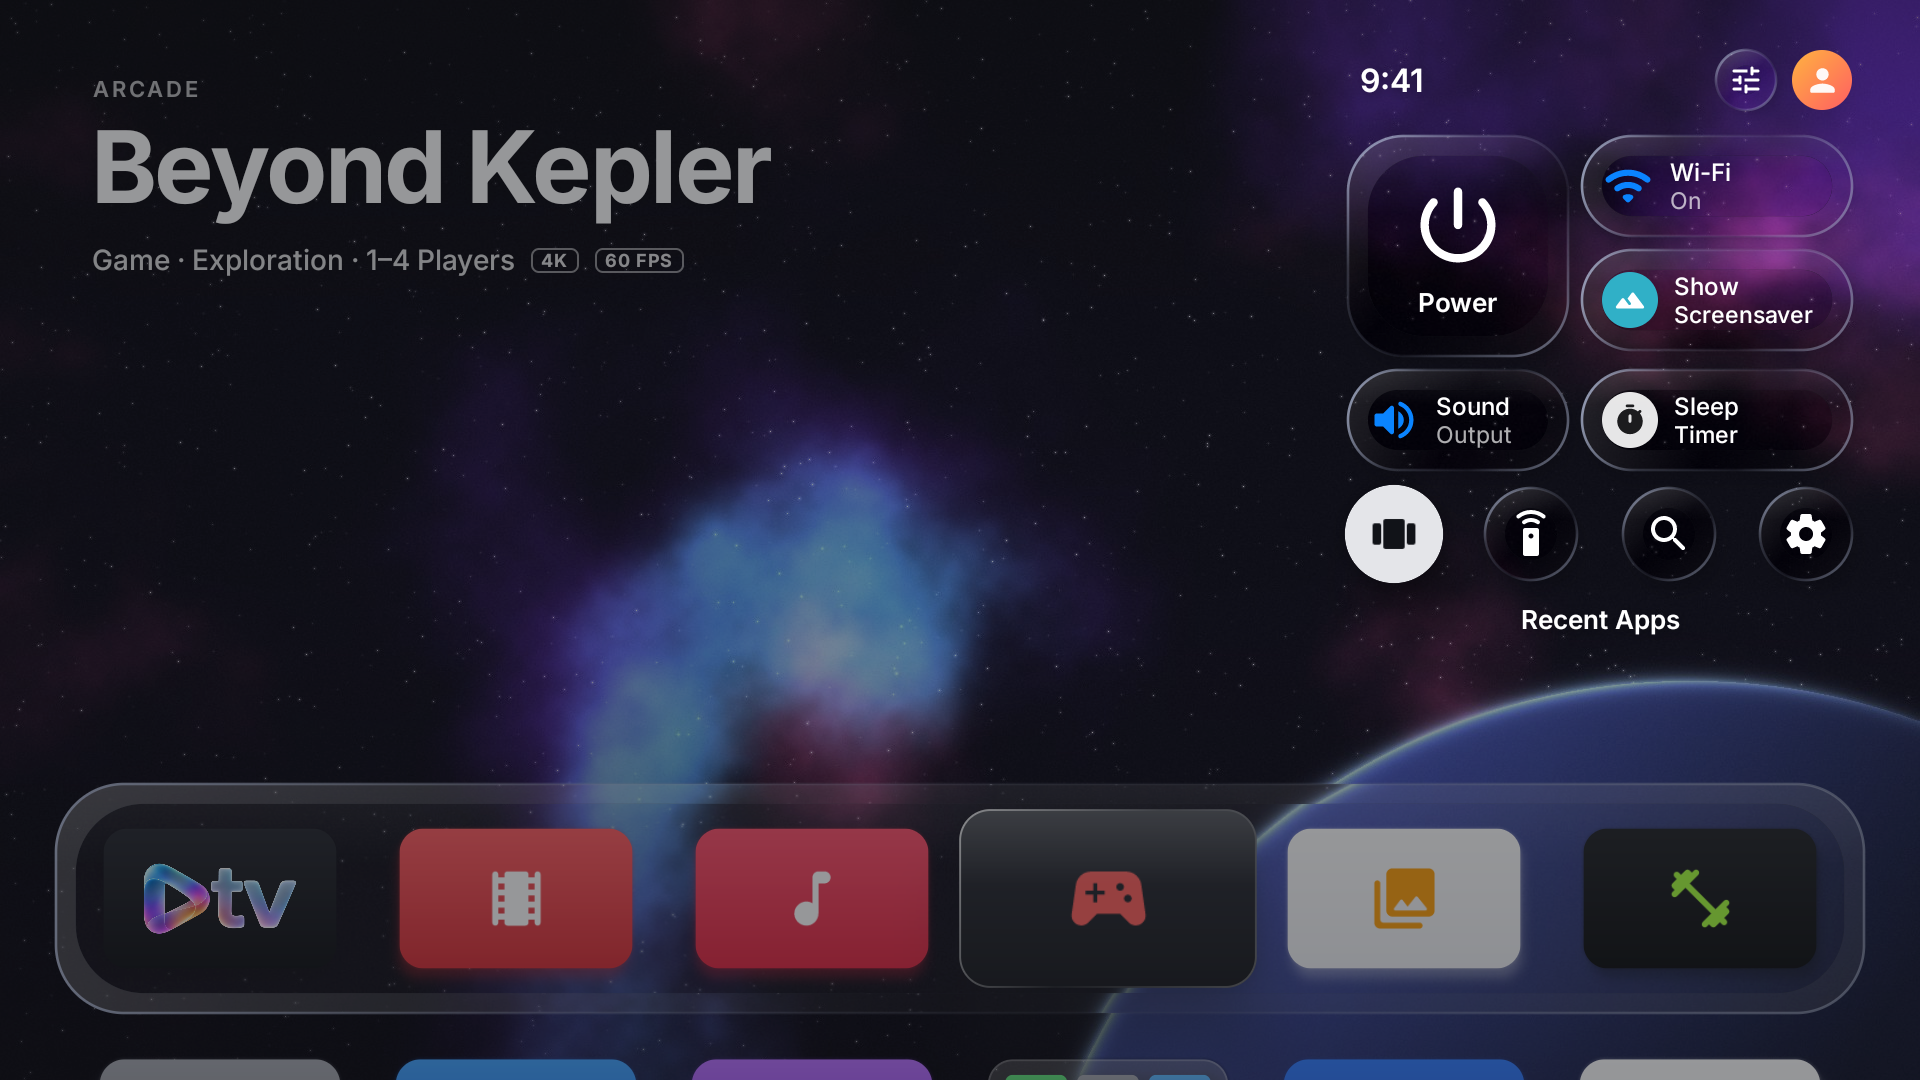 ARCADE
Beyond Kepler
Game · Exploration · 1–4 Players 4K 60 FPS
9:41
Power
Wi-Fi
On
Show
Screensaver
Sound
Output
Sleep
Timer
Recent Apps
tv